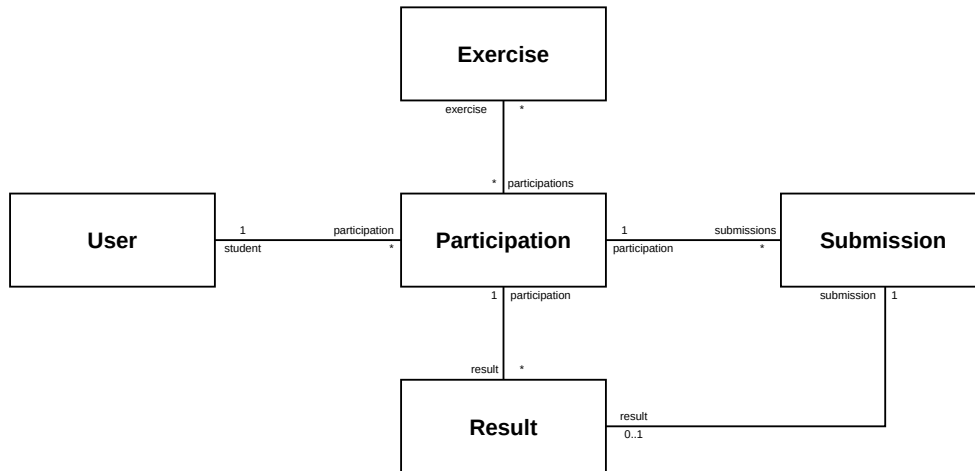 Exercise
exercise *
* participations
User
1 participation
student *
Participation
1 submissions
participation *
Submission
1 participation
submission 1
result *
Result
result
0..1